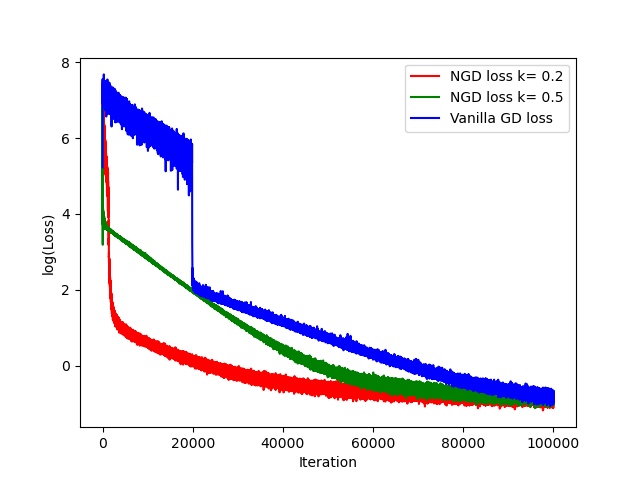 NGD loss k= 0.2
NGD loss k= 0.5
Vanilla GD loss
8
6
4
2
0
log(Loss)
0 20000 40000 60000 80000 100000
Iteration